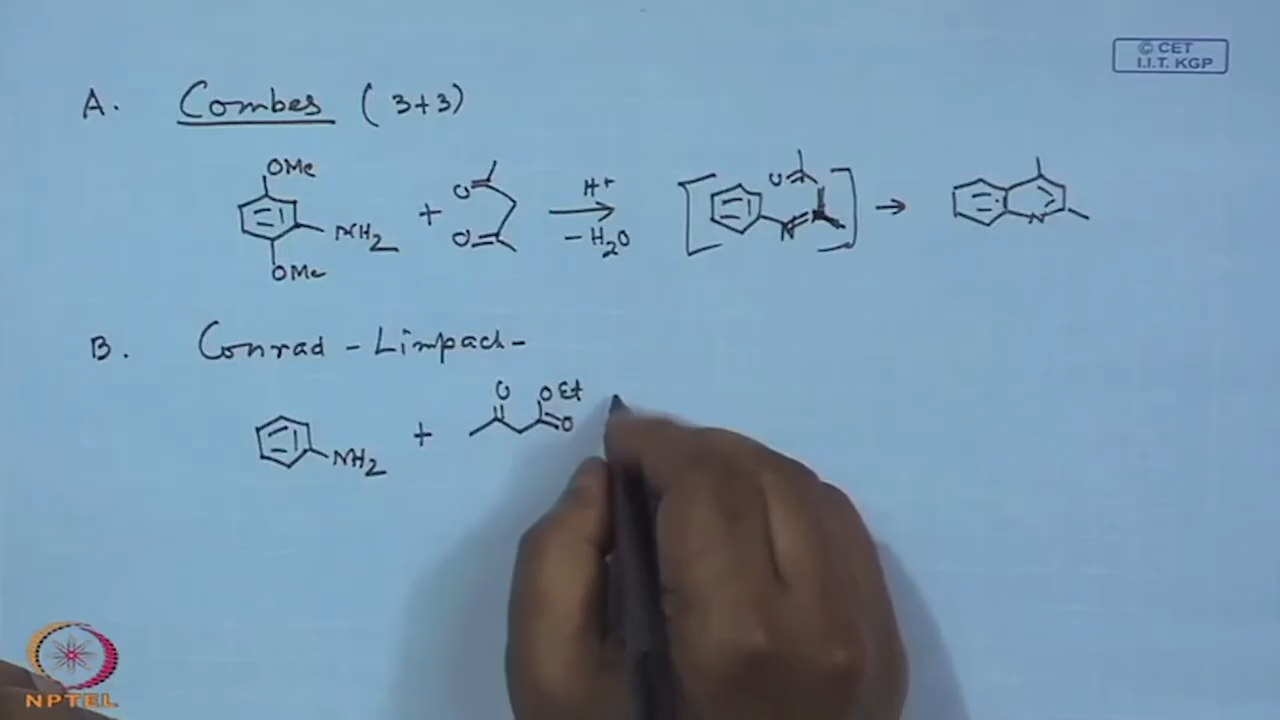 © CET
I.I.T. KGP
A. Combes (3+3)
OMe
NH2
OMe
+
O
O
H+
- H2O
O
N
N
B. Conrad - Limpach -
NH2
+
O
OEt
O
NPTEL